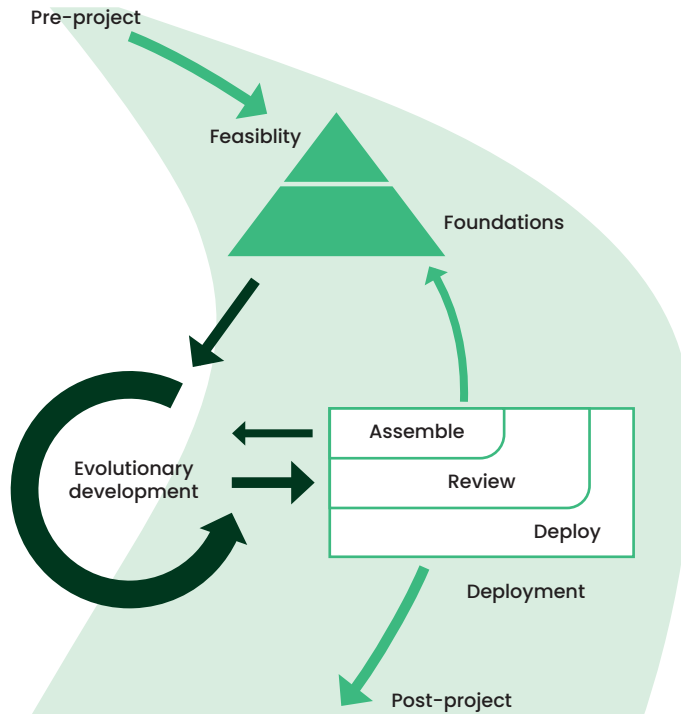 Pre-project
Feasiblity
Foundations
Assemble
Evolutionary
development
Review
Deploy
Deployment
Post-project